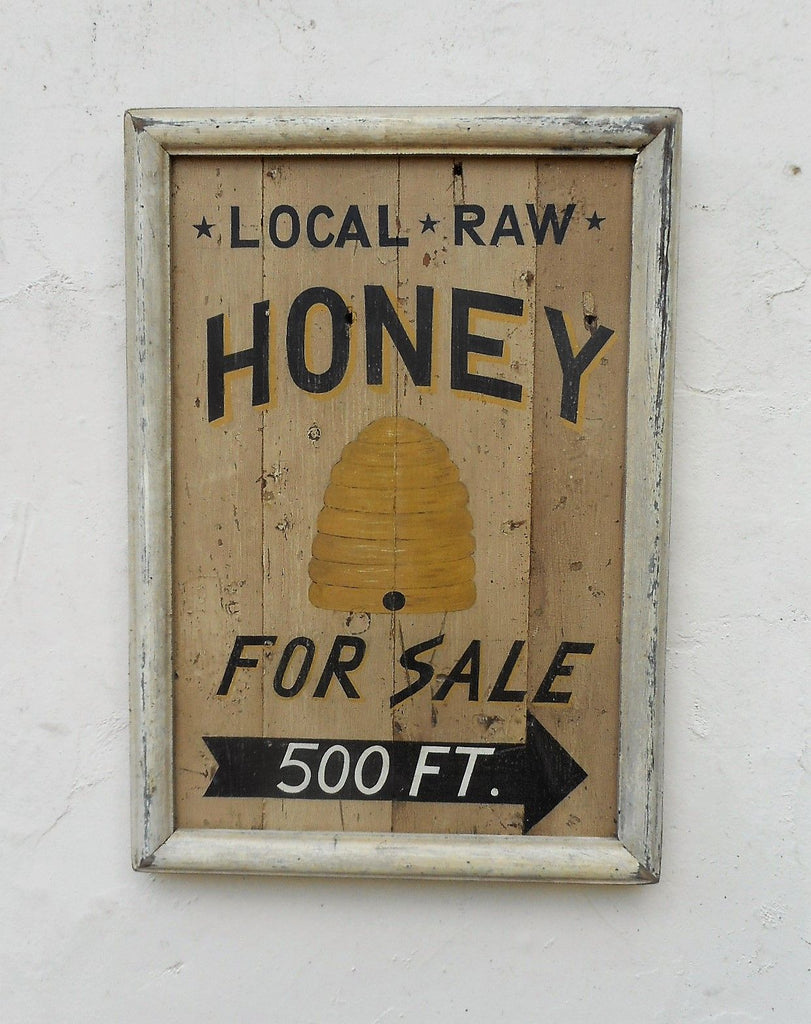 ★ LOCAL ★ RAW ★
HONEY
FOR SALE
500 FT.